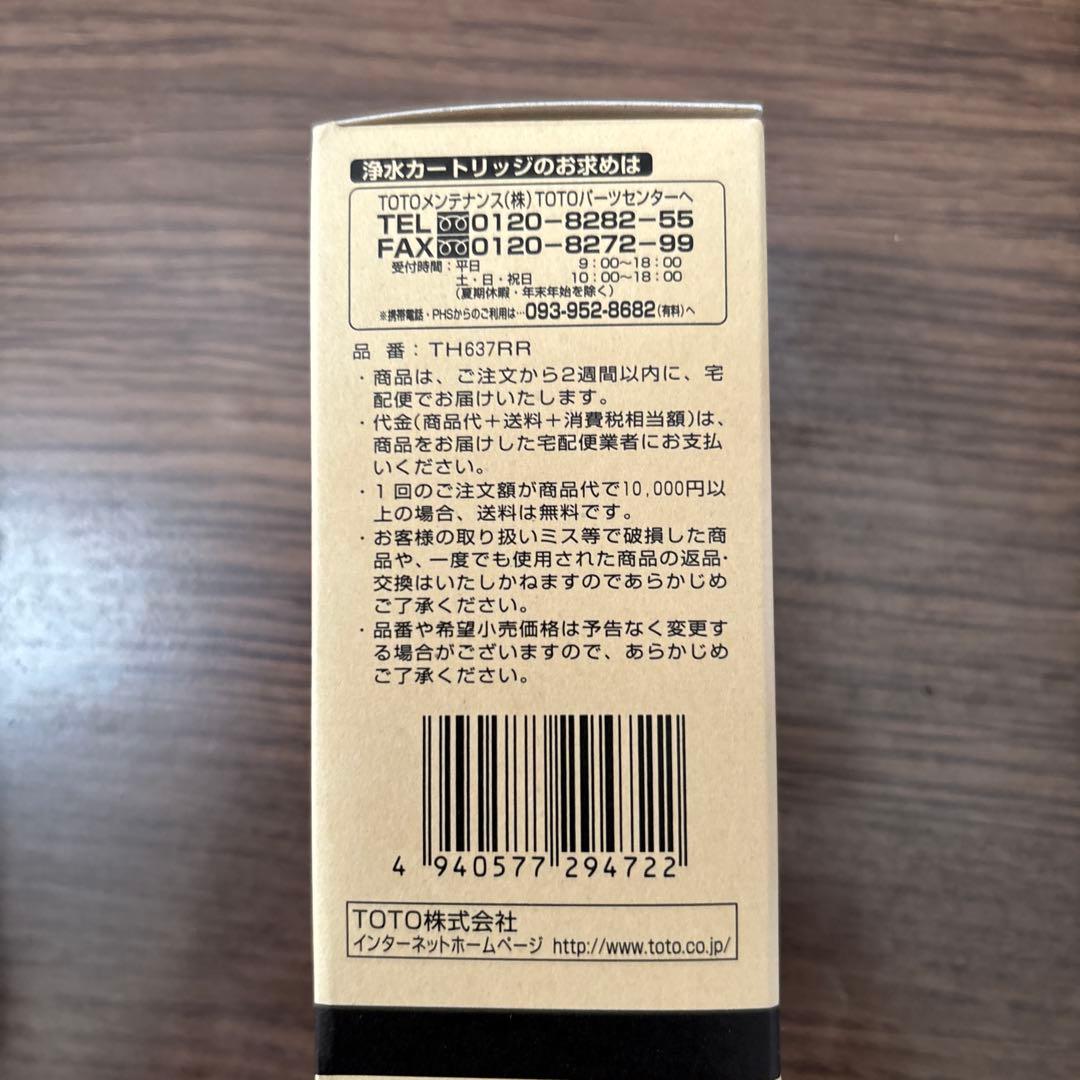 浄水カートリッジのお求めは
TOTOメンテナンス(株)TOTOパーツセンターへ
TEL 0120-8282-55
FAX 0120-8272-99
受付時間:平日 9:00~18:00
土・日・祝日 10:00~18:00
(夏期休暇・年末年始を除く)
※携帯電話・PHSからのご利用は…093-952-8682(有料)へ
品 番:TH637RR
・商品は、ご注文から2週間以内に、宅
配便でお届けいたします。
・代金(商品代+送料+消費税相当額)は、
商品をお届けした宅配便業者にお支払
いください。
・1回のご注文額が商品代で10,000円以
上の場合、送料は無料です。
・お客様の取り扱いミス等で破損した商
品や、一度でも使用された商品の返品・
交換はいたしかねますのであらかじめ
ご了承ください。
・品番や希望小売価格は予告なく変更す
る場合がございますので、あらかじめ
ご了承ください。
4 940577 294722
TOTO株式会社
インターネットホームページ http://www.toto.co.jp/